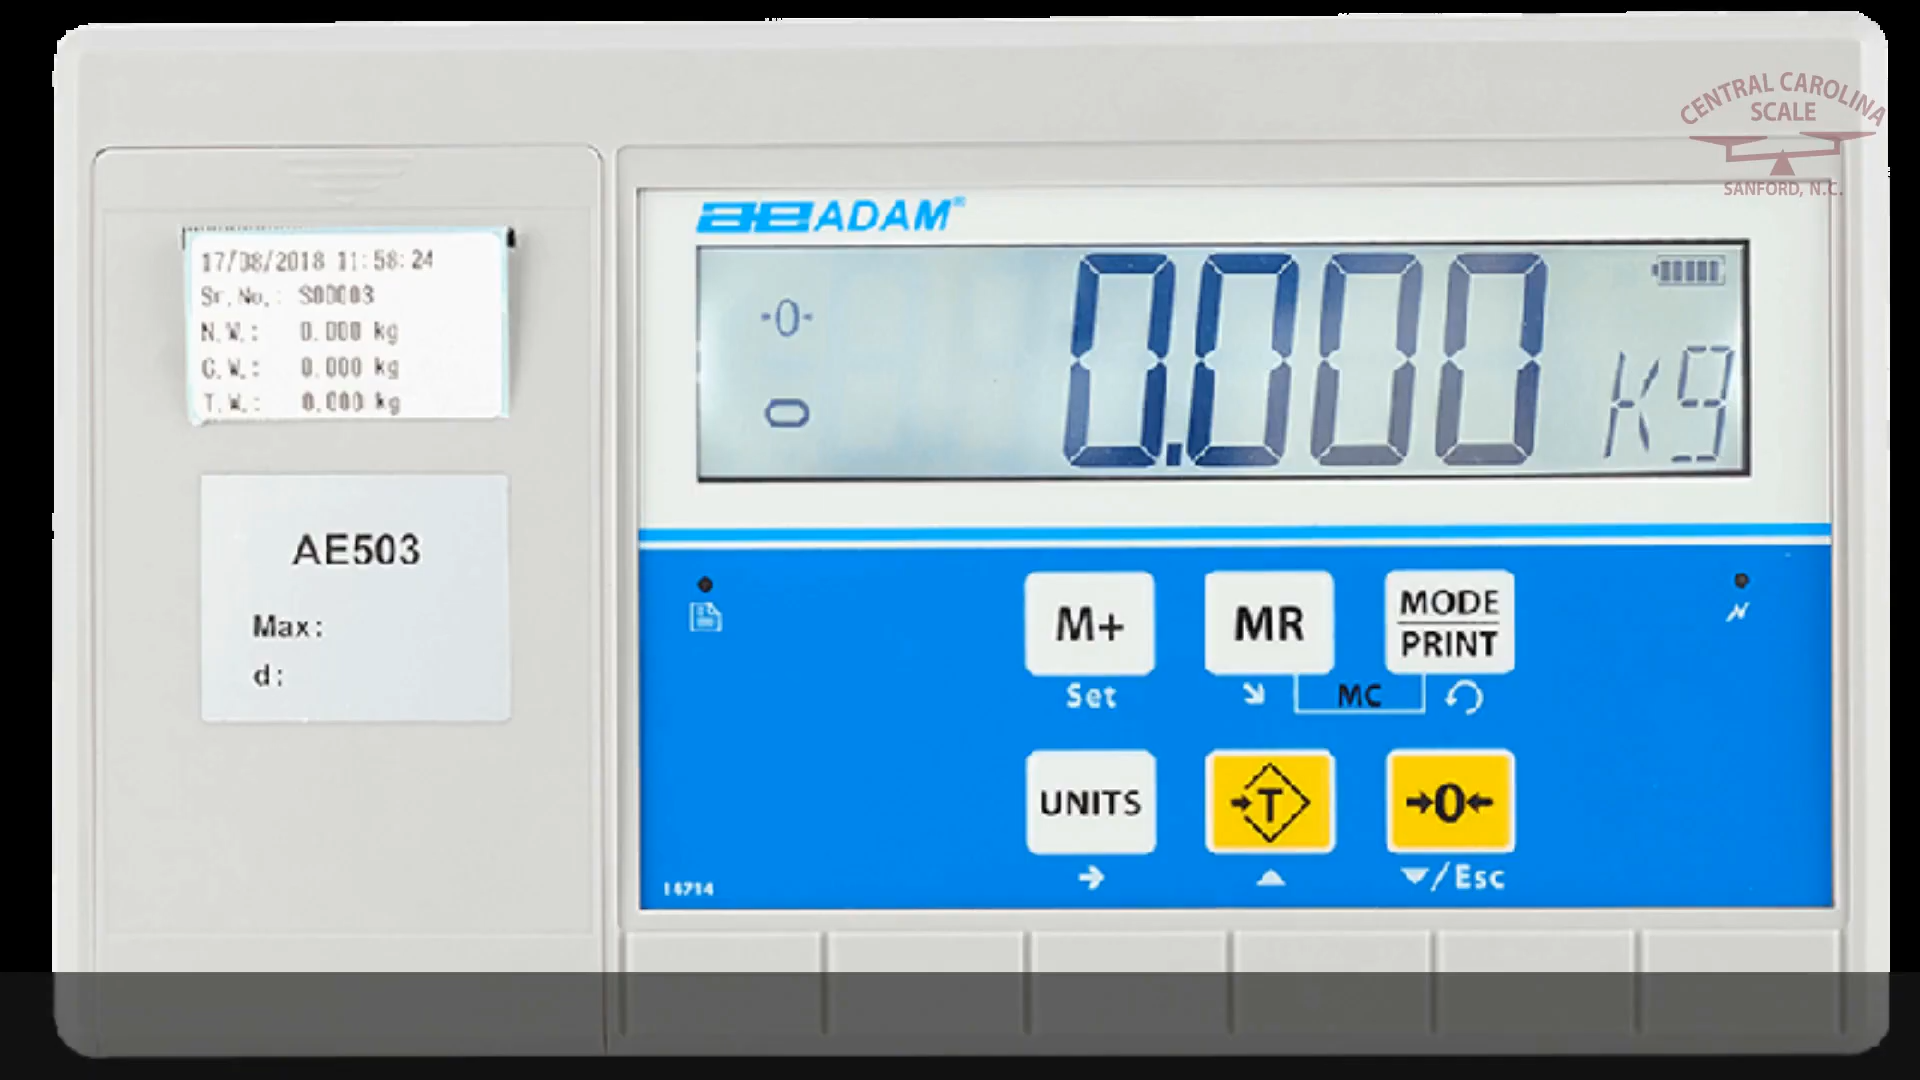 CENTRAL CAROLINA
SCALE
SANFORD, N.C.
17/08/2018 11:58:24
Sr.No.: S00003
N.W.: 0.000 kg
G.W.: 0.000 kg
T.W.: 0.000 kg
AE503
Max:
d:
ae ADAM®
-0- 0.000 kg
M+
MR
MODE
PRINT
Set
MC
UNITS
→T
→0←
/Esc
14714